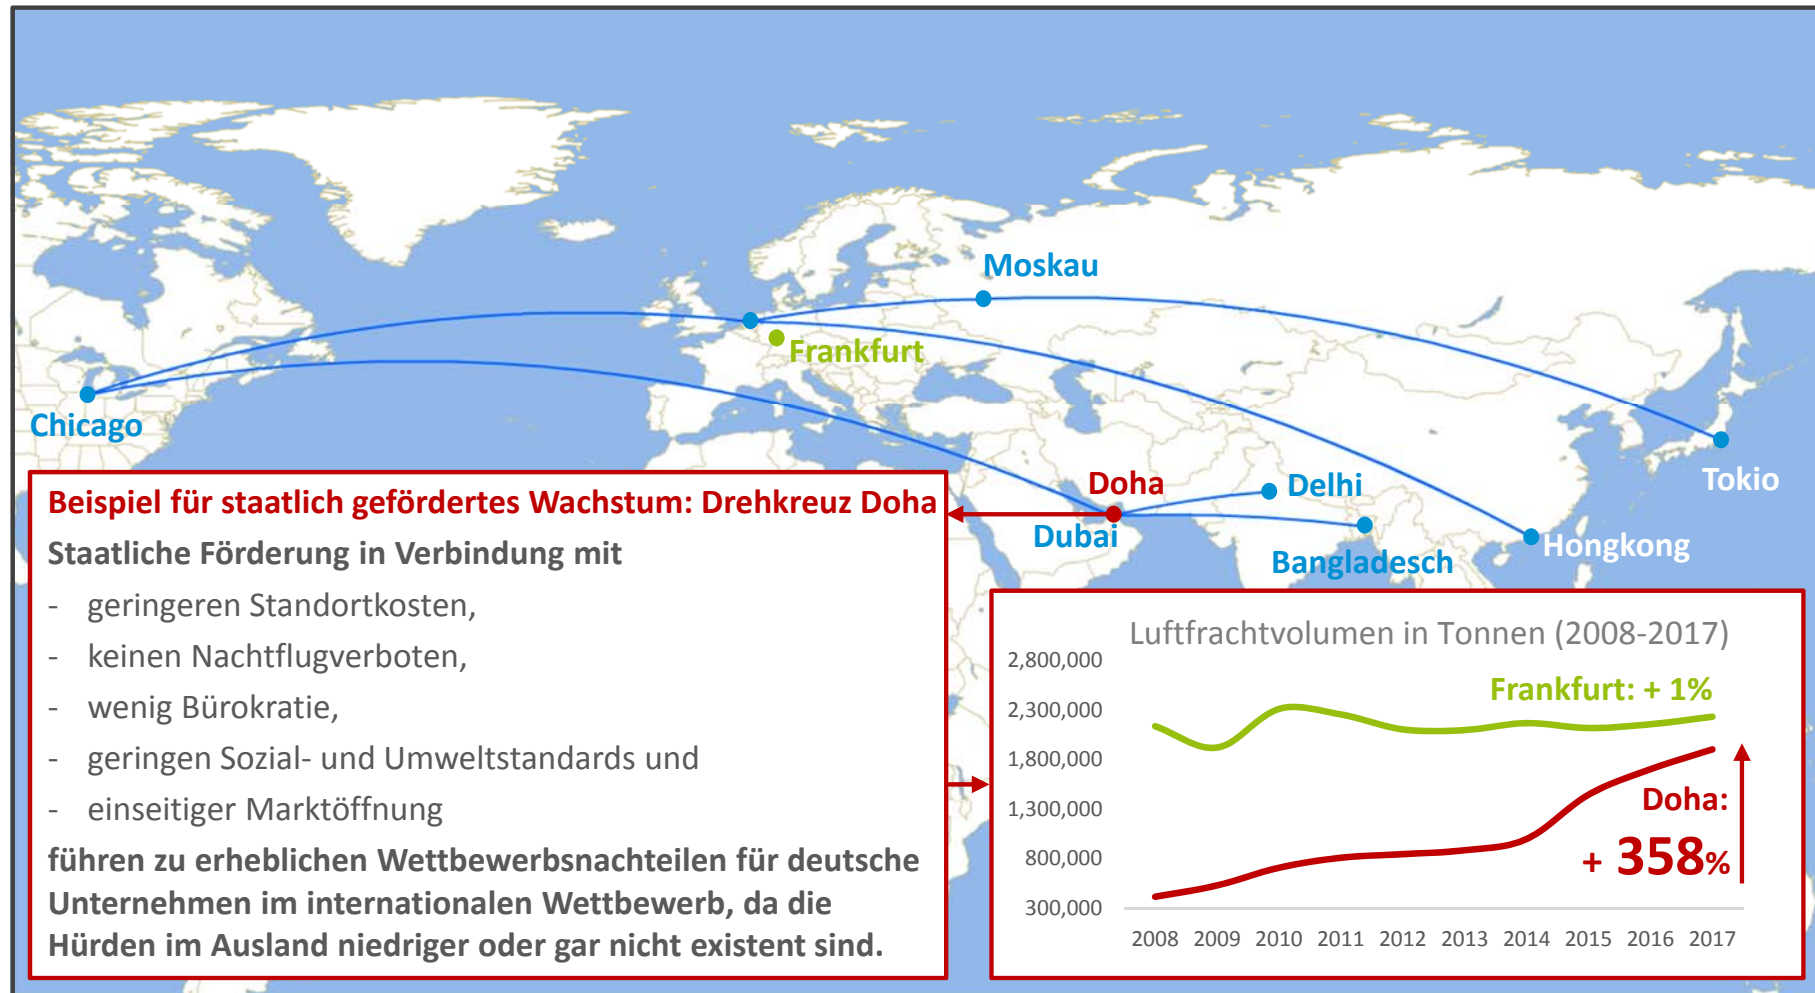 Moskau
Frankfurt
Chicago
Doha
Delhi
Tokio
Dubai
Hongkong
Bangladesch
Beispiel für staatlich gefördertes Wachstum: Drehkreuz Doha
Staatliche Förderung in Verbindung mit
- geringeren Standortkosten,
- keinen Nachtflugverboten,
- wenig Bürokratie,
- geringen Sozial- und Umweltstandards und
- einseitiger Marktöffnung
führen zu erheblichen Wettbewerbsnachteilen für deutsche
Unternehmen im internationalen Wettbewerb, da die
Hürden im Ausland niedriger oder gar nicht existent sind.
Luftfrachtvolumen in Tonnen (2008-2017)
2,800,000
2,300,000
1,800,000
1,300,000
800,000
300,000
Frankfurt: + 1%
Doha:
+ 358%
2008 2009 2010 2011 2012 2013 2014 2015 2016 2017